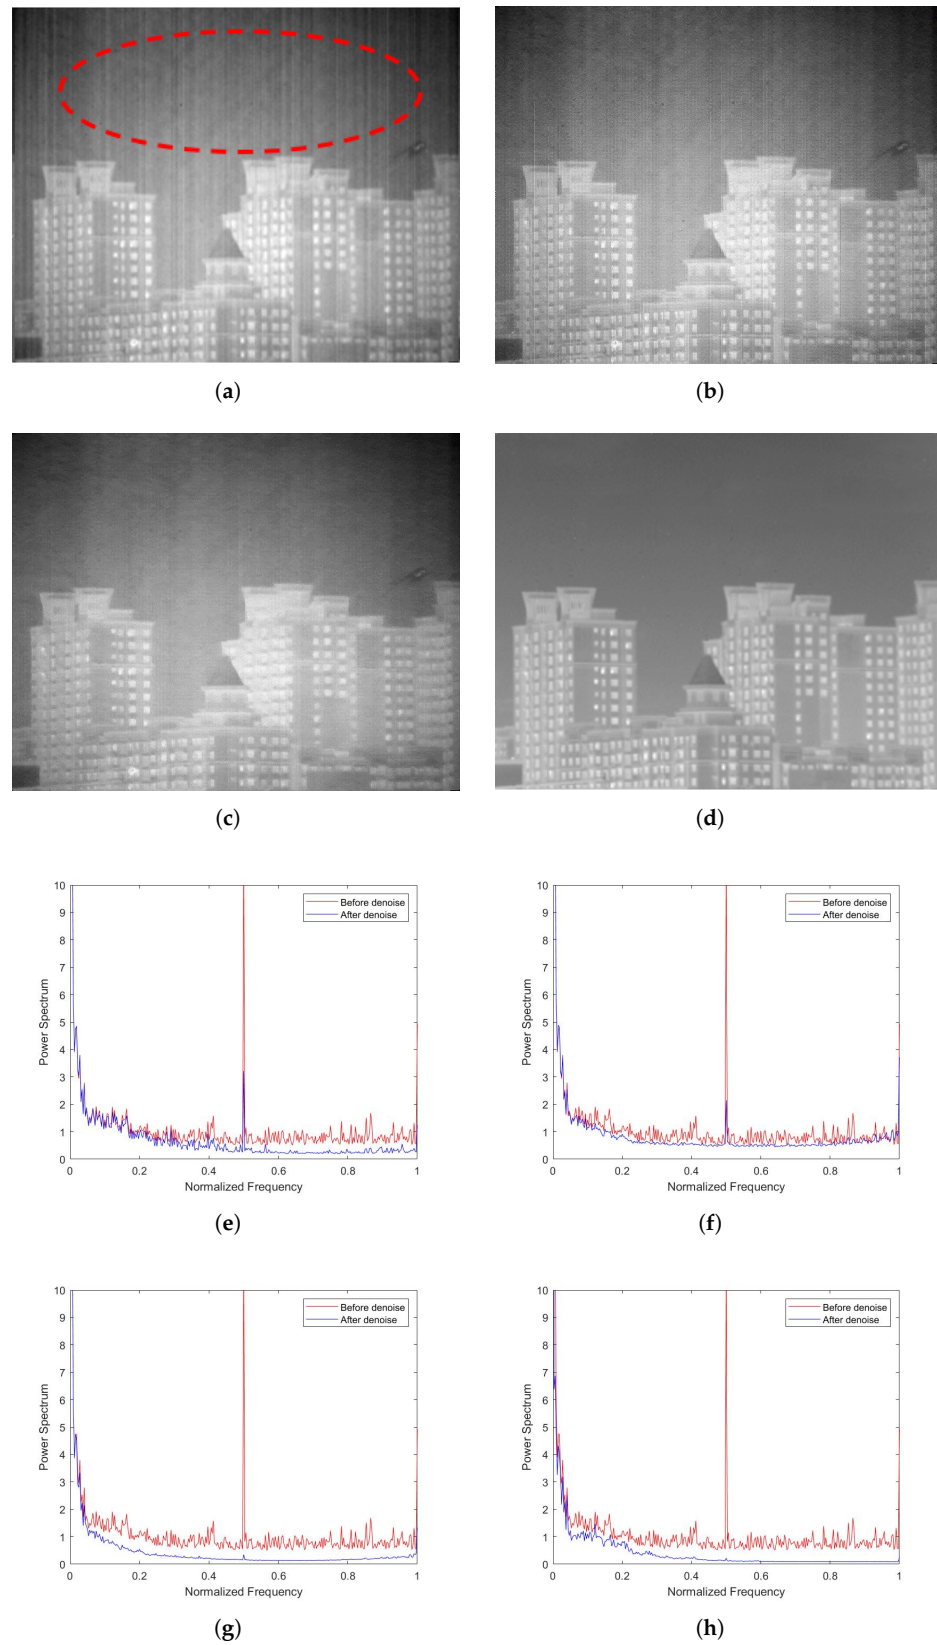 (a)
(b)
(c)
(d)
10
9
8
7
6
5
4
3
2
1
0
Power Spectrum
Before denoise
After denoise
0
0.2
0.4
0.6
0.8
1
Normalized Frequency
(e)
10
9
8
7
6
5
4
3
2
1
0
Power Spectrum
Before denoise
After denoise
0
0.2
0.4
0.6
0.8
1
Normalized Frequency
(f)
10
9
8
7
6
5
4
3
2
1
0
Power Spectrum
Before denoise
After denoise
0
0.2
0.4
0.6
0.8
1
Normalized Frequency
(g)
10
9
8
7
6
5
4
3
2
1
0
Power Spectrum
Before denoise
After denoise
0
0.2
0.4
0.6
0.8
1
Normalized Frequency
(h)